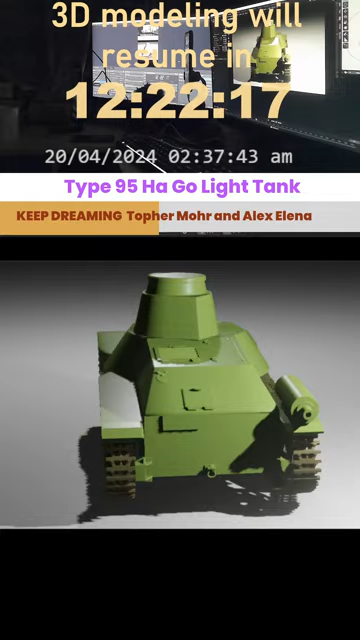 3D modeling will
resume in
12:22:17
20/04/2024 02:37:43 am
Type 95 Ha Go Light Tank
KEEP DREAMING Topher Mohr and Alex Elena